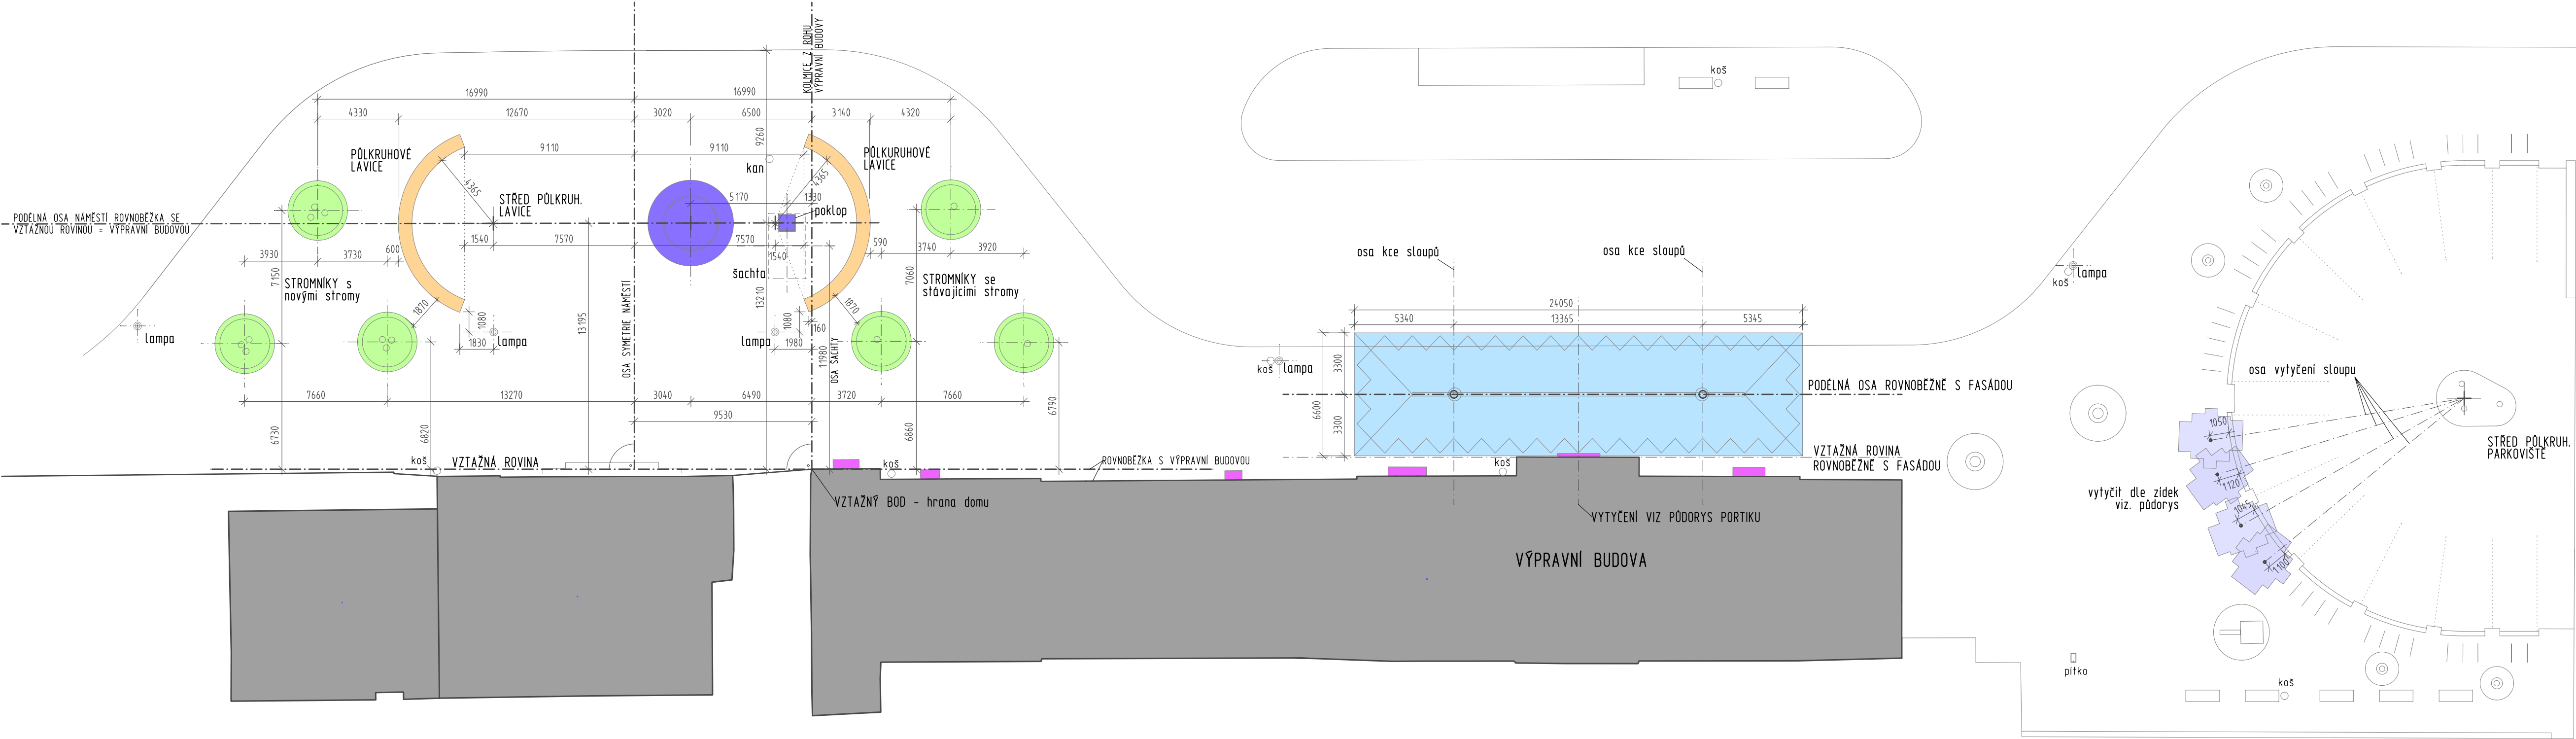 KOLMICE Z ROHU
VÝPRAVNÍ BUDOVY
16990
16990
4330
12670
3020
6500
3140
4320
9260
koš
PŮLKRUHOVÉ
LAVICE
9110
9110
PŮLKURUHOVÉ
LAVICE
kan
4365
4365
STŘED PŮLKRUH.
LAVICE
5170
1330
poklop
PODÉLNÁ OSA NÁMĚSTÍ ROVNOBĚŽKA SE
VZTAŽNOU ROVINOU = VÝPRAVNÍ BUDOVOU
1540
7570
7570
1540
590
3740
3920
3930
3730
600
7150
šachta
13210
7060
STROMNÍKY s
novými stromy
STROMNÍKY se
stávajícími stromy
1870
1870
OSA SYMETRIE NÁMĚSTÍ
13195
1080
1080
160
lampa
1830
lampa
lampa
1980
11980
OSA ŠACHTY
7660
13270
3040
6490
3720
7660
9530
6730
6820
6860
6790
koš
VZTAŽNÁ ROVINA
koš
ROVNOBĚŽKA S VÝPRAVNÍ BUDOVOU
VZTAŽNÝ BOD - hrana domu
osa kce sloupů
osa kce sloupů
24050
5340
13365
5345
koš
lampa
6600
3300
3300
PODÉLNÁ OSA ROVNOBĚŽNĚ S FASÁDOU
koš
VZTAŽNÁ ROVINA
ROVNOBĚŽNĚ S FASÁDOU
VYTYČENÍ VIZ PŮDORYS PORTIKU
VÝPRAVNÍ BUDOVA
lampa
koš
osa vytyčení sloupu
1050
1120
1045
1100
STŘED PŮLKRUH.
PARKOVIŠTĚ
vytyčit dle zídek
viz. půdorys
pítko
koš